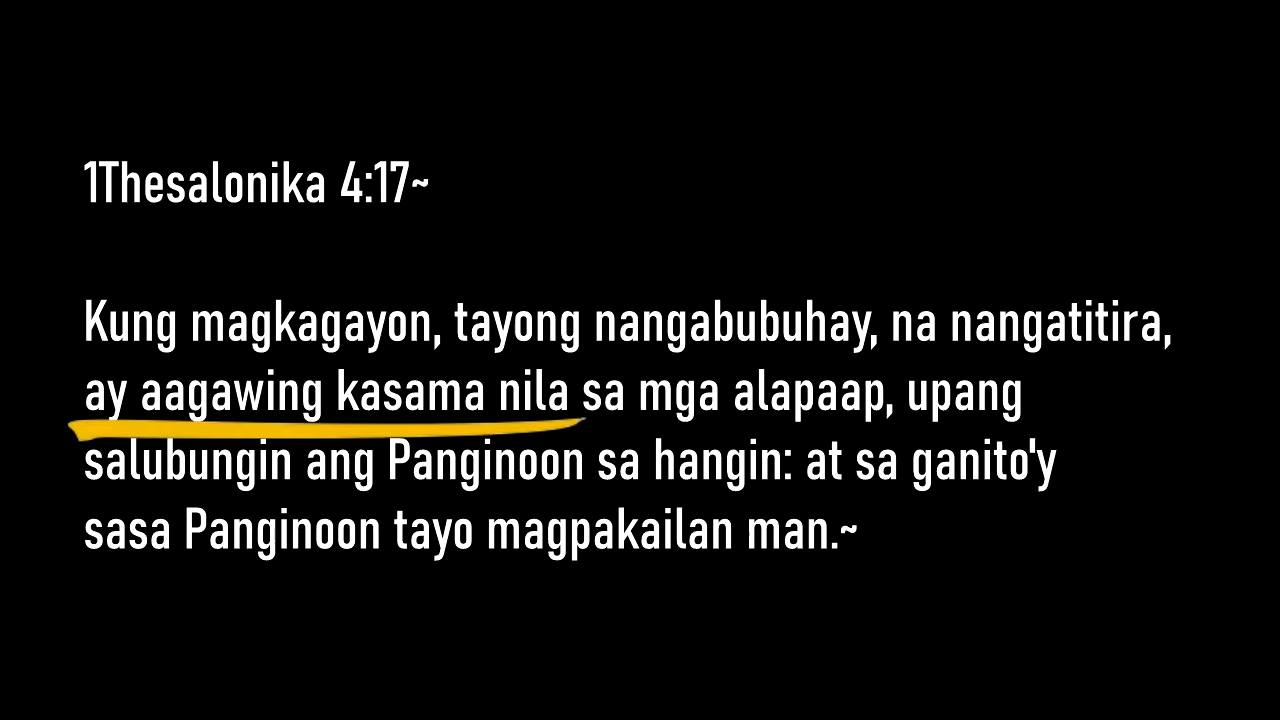 1Thesalonika 4:17~
Kung magkagayon, tayong nangabubuhay, na nangatitira,
ay aagawing kasama nila sa mga alapaap, upang
salubungin ang Panginoon sa hangin: at sa ganito'y
sasa Panginoon tayo magpakailan man.~